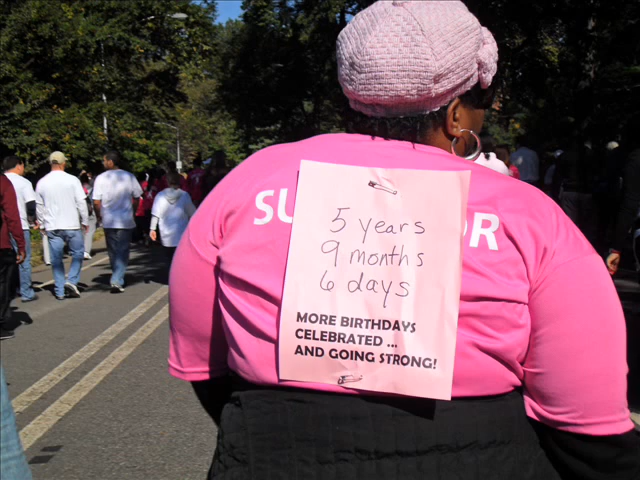 5 years
9 months
6 days
MORE BIRTHDAYS
CELEBRATED ...
AND GOING STRONG!